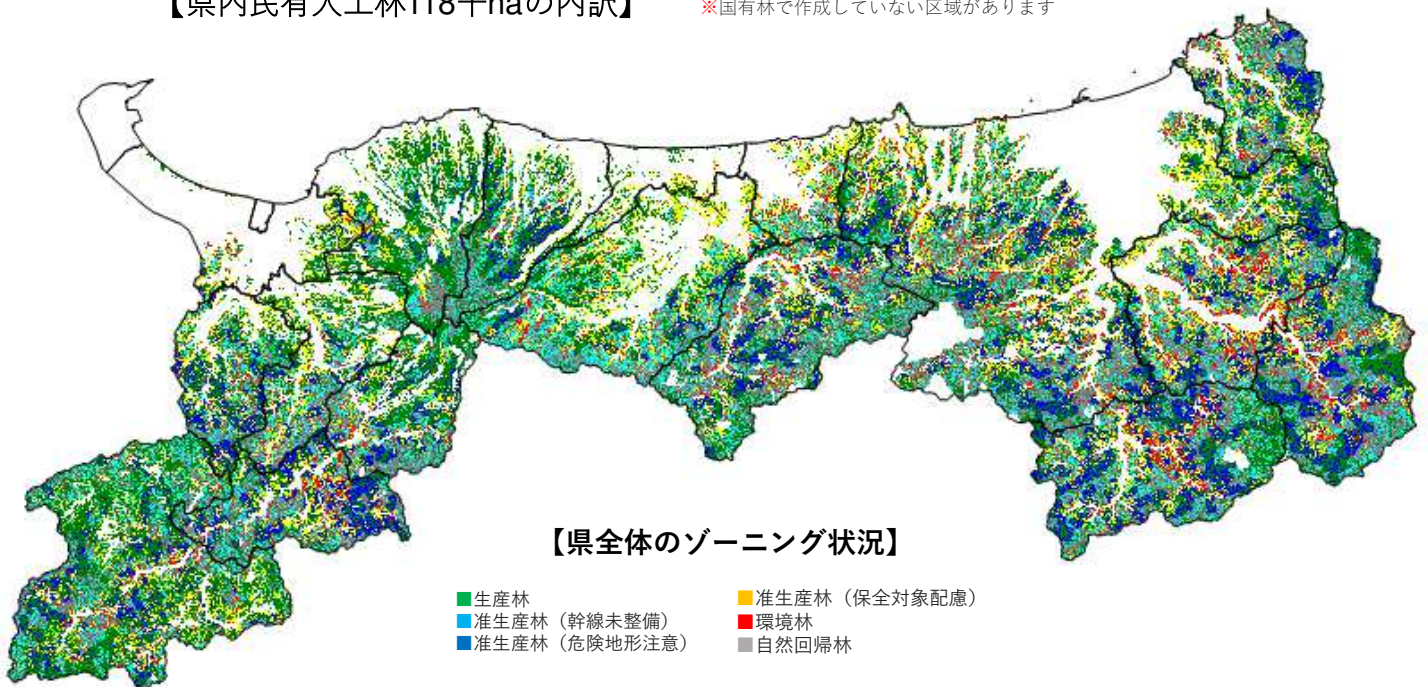 【県内民有人工林118千haの内訳】
※国有林で作成していない区域があります
【県全体のゾーニング状況】
■生産林
■准生産林（幹線未整備）
■准生産林（危険地形注意）
■准生産林（保全対象配慮）
■環境林
■自然回帰林